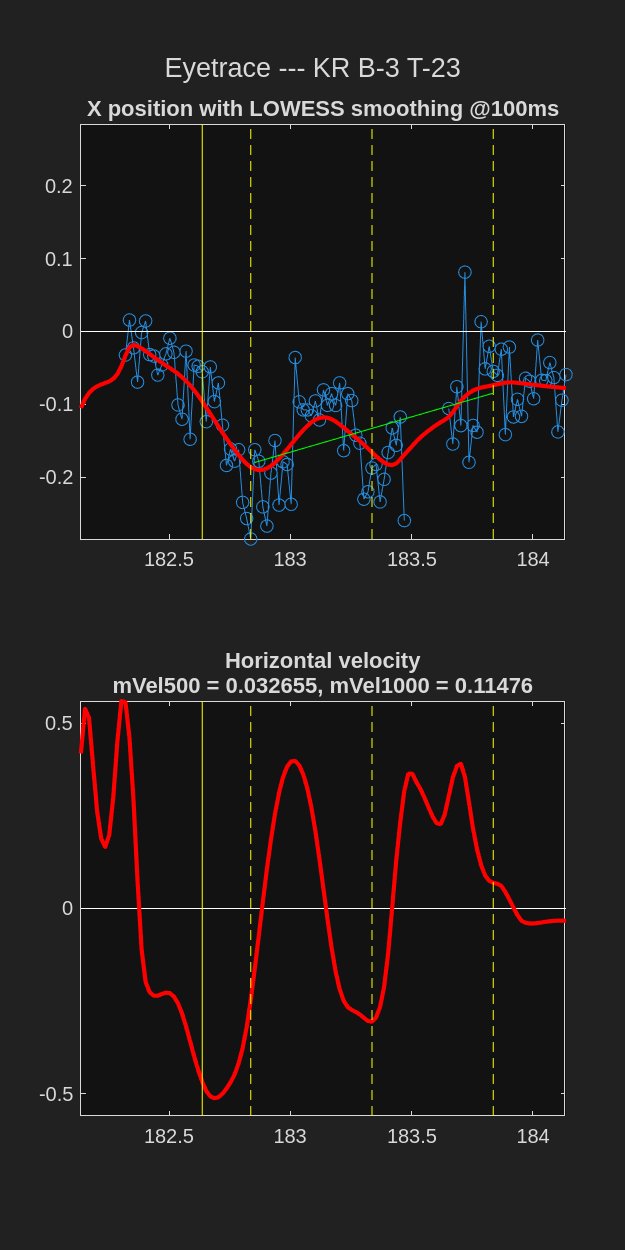 Eyetrace --- KR B-3 T-23
X position with LOWESS smoothing @100ms
0.2
0.1
0
-0.1
-0.2
182.5 183 183.5 184
Horizontal velocity
mVel500 = 0.032655, mVel1000 = 0.11476
0.5
0
-0.5
182.5 183 183.5 184